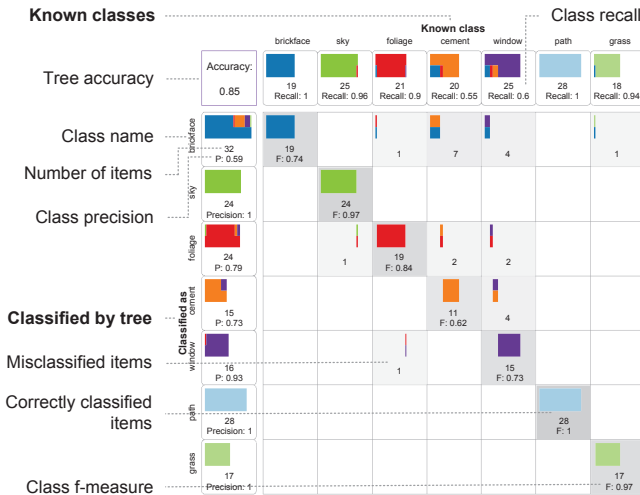 Known classes
Class recall
Known class
brickface
sky
foliage
cement
window
path
grass
Tree accuracy
Accuracy:
0.85
19
Recall: 1
25
Recall: 0.96
21
Recall: 0.9
20
Recall: 0.55
25
Recall: 0.6
28
Recall: 1
18
Recall: 0.94
Class name
Number of items
Class precision
Classified by tree
Misclassified items
Correctly classified
items
Class f-measure
Classified as
brickface
32
P: 0.59
19
F: 0.74
1
7
4
1
sky
24
Precision: 1
24
F: 0.97
foliage
24
P: 0.79
1
19
F: 0.84
2
2
cement
15
P: 0.73
11
F: 0.62
4
window
16
P: 0.93
1
15
F: 0.73
path
28
Precision: 1
28
F: 1
grass
17
Precision: 1
17
F: 0.97